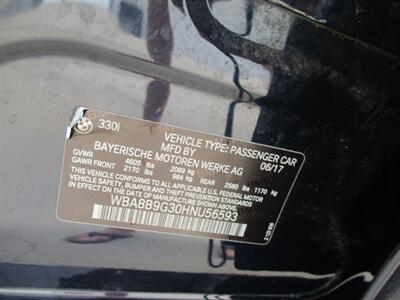 330i
VEHICLE TYPE: PASSENGER CAR
MFD BY
BAYERISCHE MOTOREN WERKE AG 06/17
GVWR 4605 lbs 2089 kg
GAWR FRONT 2170 lbs 984 kg REAR 2580 lbs 1170 kg
THIS VEHICLE CONFORMS TO ALL APPLICABLE U.S. FEDERAL MOTOR
VEHICLE SAFETY, BUMPER AND THEFT PREVENTION STANDARDS IN
EFFECT ON THE DATE OF MANUFACTURE SHOWN ABOVE.
WBA8B9G30HNU56593